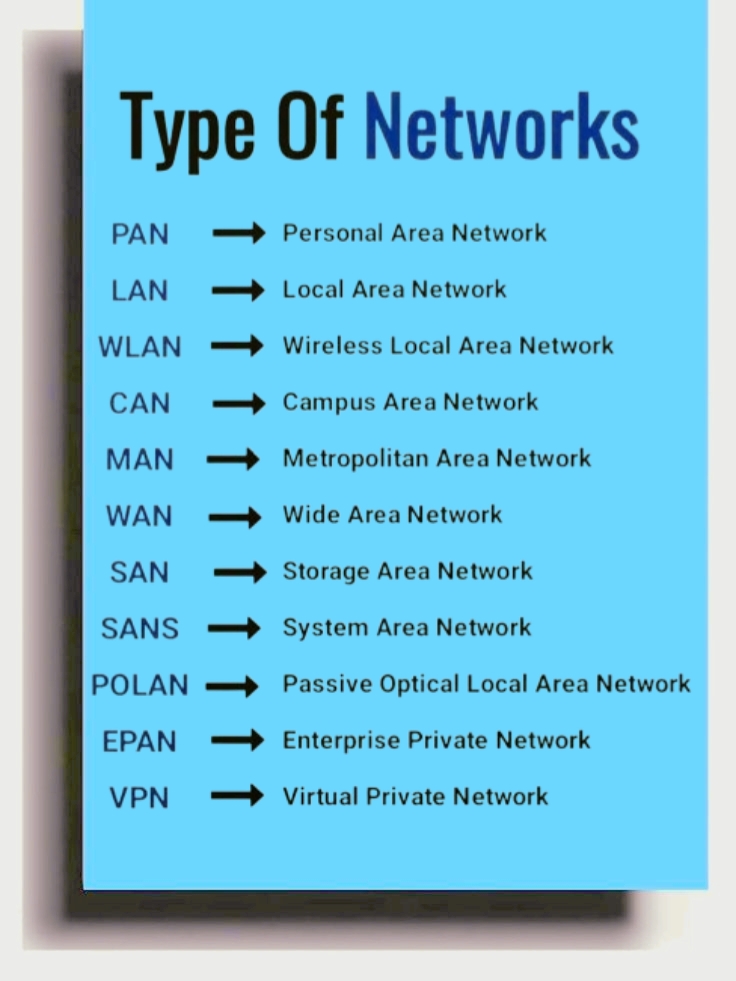 Type Of Networks
PAN → Personal Area Network
LAN → Local Area Network
WLAN → Wireless Local Area Network
CAN → Campus Area Network
MAN → Metropolitan Area Network
WAN → Wide Area Network
SAN → Storage Area Network
SANS → System Area Network
POLAN → Passive Optical Local Area Network
EPAN → Enterprise Private Network
VPN → Virtual Private Network